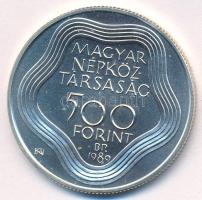 MAGYAR
NÉPKÖZ
TÁRSASÁG
500
FORINT
BP.
1989